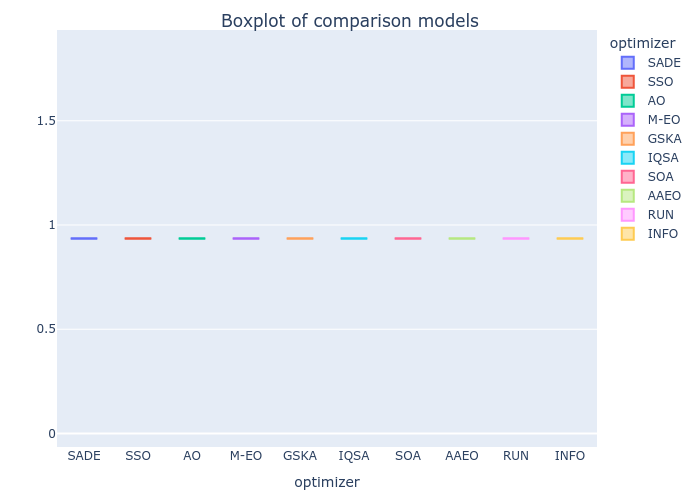 Boxplot of comparison models
optimizer
SADE
SSO
AO
M-EO
GSKA
IQSA
SOA
AAEO
RUN
INFO
1.5
1
0.5
0
SADE SSO AO M-EO GSKA IQSA SOA AAEO RUN INFO
optimizer